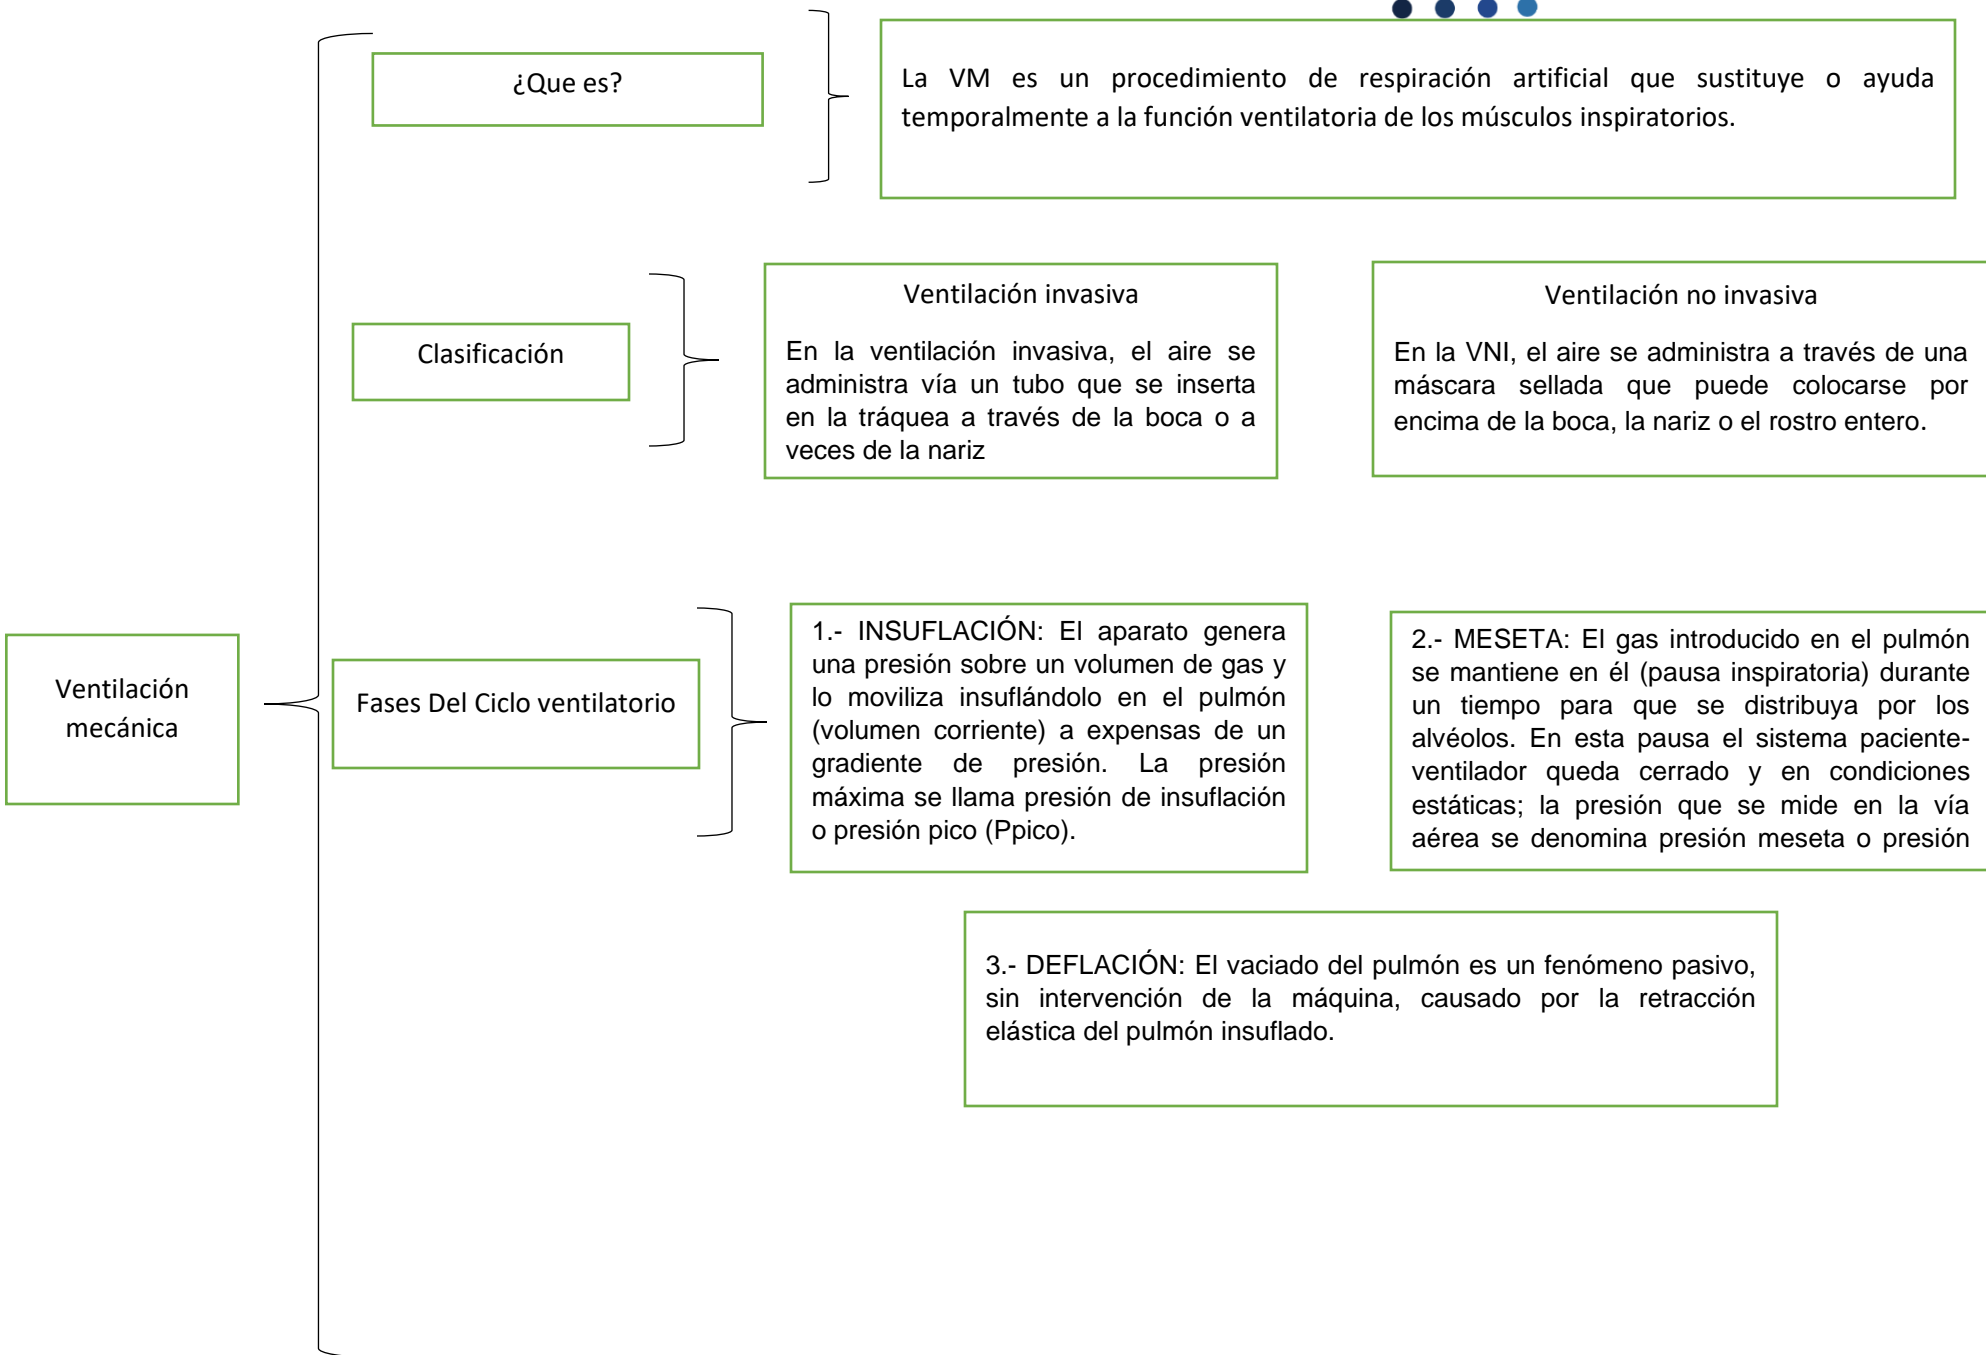 ¿Que es?
La VM es un procedimiento de respiración artificial que sustituye o ayuda
temporalmente a la función ventilatoria de los músculos inspiratorios.
Clasificación
Ventilación invasiva
En la ventilación invasiva, el aire se
administra vía un tubo que se inserta
en la tráquea a través de la boca o a
veces de la nariz
Ventilación no invasiva
En la VNI, el aire se administra a través de una
máscara sellada que puede colocarse por
encima de la boca, la nariz o el rostro entero.
Ventilación
mecánica
Fases Del Ciclo ventilatorio
1.- INSUFLACIÓN: El aparato genera
una presión sobre un volumen de gas y
lo moviliza insuflándolo en el pulmón
(volumen corriente) a expensas de un
gradiente de presión. La presión
máxima se llama presión de insuflación
o presión pico (Ppico).
2.- MESETA: El gas introducido en el pulmón
se mantiene en él (pausa inspiratoria) durante
un tiempo para que se distribuya por los
alvéolos. En esta pausa el sistema paciente-
ventilador queda cerrado y en condiciones
estáticas; la presión que se mide en la vía
aérea se denomina presión meseta o presión
3.- DEFLACIÓN: El vaciado del pulmón es un fenómeno pasivo,
sin intervención de la máquina, causado por la retracción
elástica del pulmón insuflado.